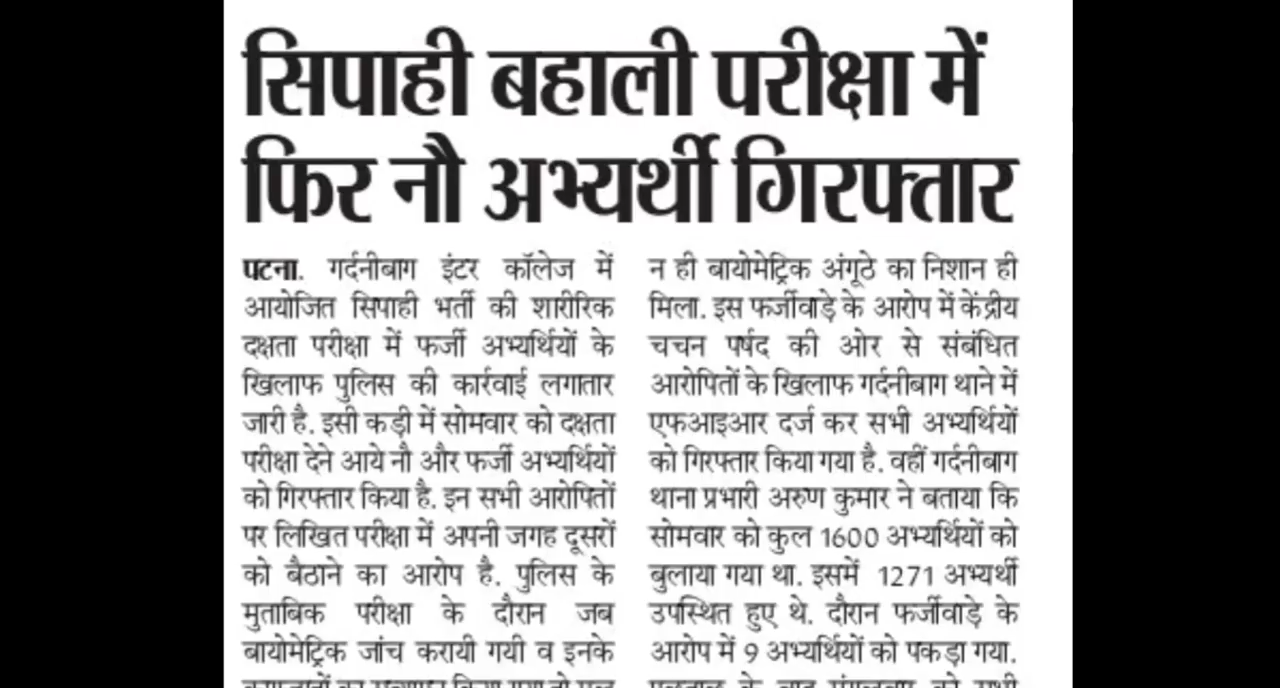 सिपाही बहाली परीक्षा में
फिर नौ अभ्यर्थी गिरफ्तार
पटना. गर्दनीबाग इंटर कॉलेज में
आयोजित सिपाही भर्ती की शारीरिक
दक्षता परीक्षा में फर्जी अभ्यर्थियों के
खिलाफ पुलिस की कार्रवाई लगातार
जारी है. इसी कड़ी में सोमवार को दक्षता
परीक्षा देने आये नौ और फर्जी अभ्यर्थियों
को गिरफ्तार किया है. इन सभी आरोपितों
पर लिखित परीक्षा में अपनी जगह दूसरों
को बैठाने का आरोप है. पुलिस के
मुताबिक परीक्षा के दौरान जब
बायोमेट्रिक जांच करायी गयी व इनके
न ही बायोमेट्रिक अंगूठे का निशान ही
मिला. इस फर्जीवाड़े के आरोप में केंद्रीय
चचन पर्षद की ओर से संबंधित
आरोपितों के खिलाफ गर्दनीबाग थाने में
एफआइआर दर्ज कर सभी अभ्यर्थियों
को गिरफ्तार किया गया है. वहीं गर्दनीबाग
थाना प्रभारी अरुण कुमार ने बताया कि
सोमवार को कुल 1600 अभ्यर्थियों को
बुलाया गया था. इसमें 1271 अभ्यर्थी
उपस्थित हुए थे. दौरान फर्जीवाड़े के
आरोप में 9 अभ्यर्थियों को पकड़ा गया.